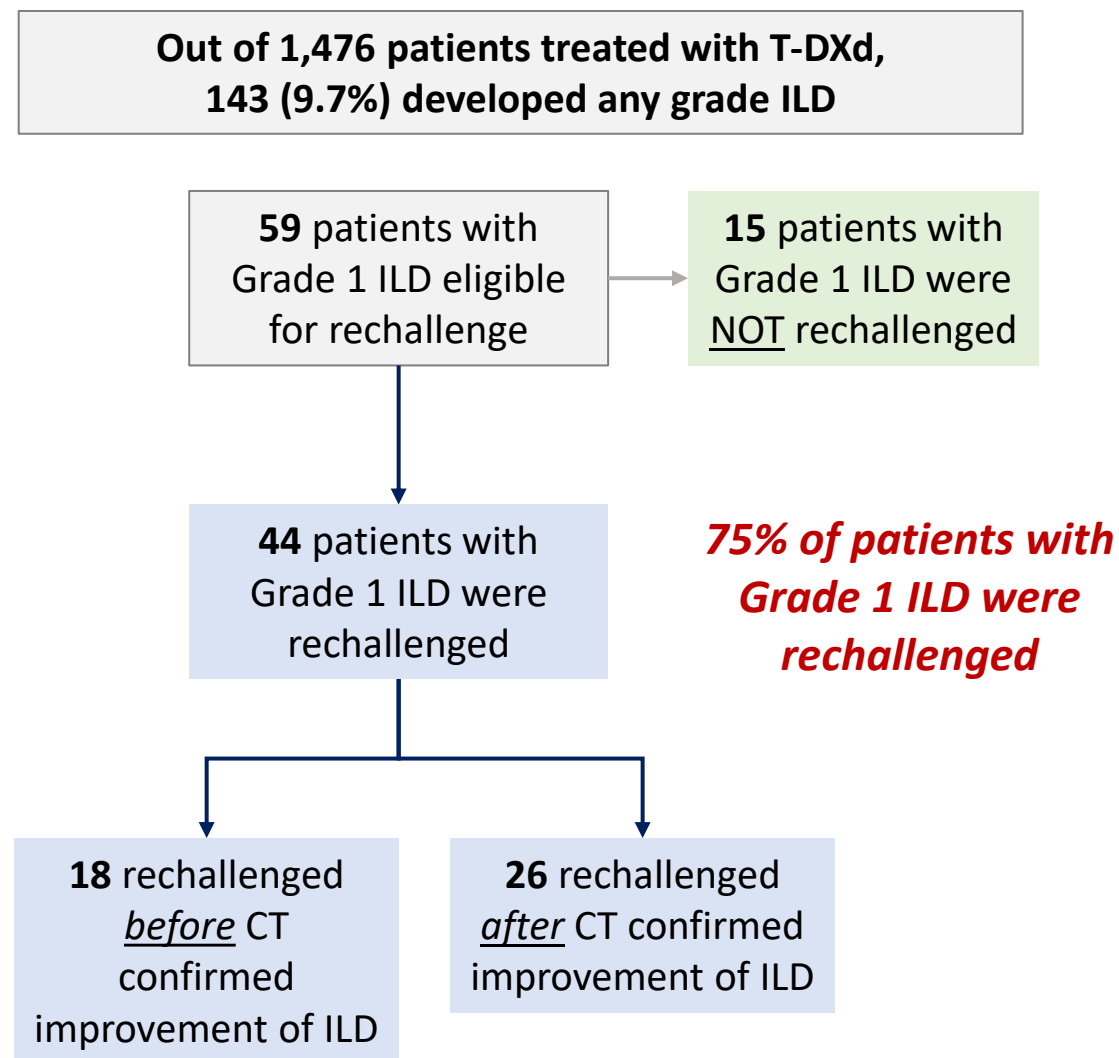 Out of 1,476 patients treated with T-DXd,
143 (9.7%) developed any grade ILD
59 patients with
Grade 1 ILD eligible
for rechallenge
15 patients with
Grade 1 ILD were
NOT rechallenged
44 patients with
Grade 1 ILD were
rechallenged
75% of patients with
Grade 1 ILD were
rechallenged
18 rechallenged
before CT
confirmed
improvement of ILD
26 rechallenged
after CT confirmed
improvement of ILD